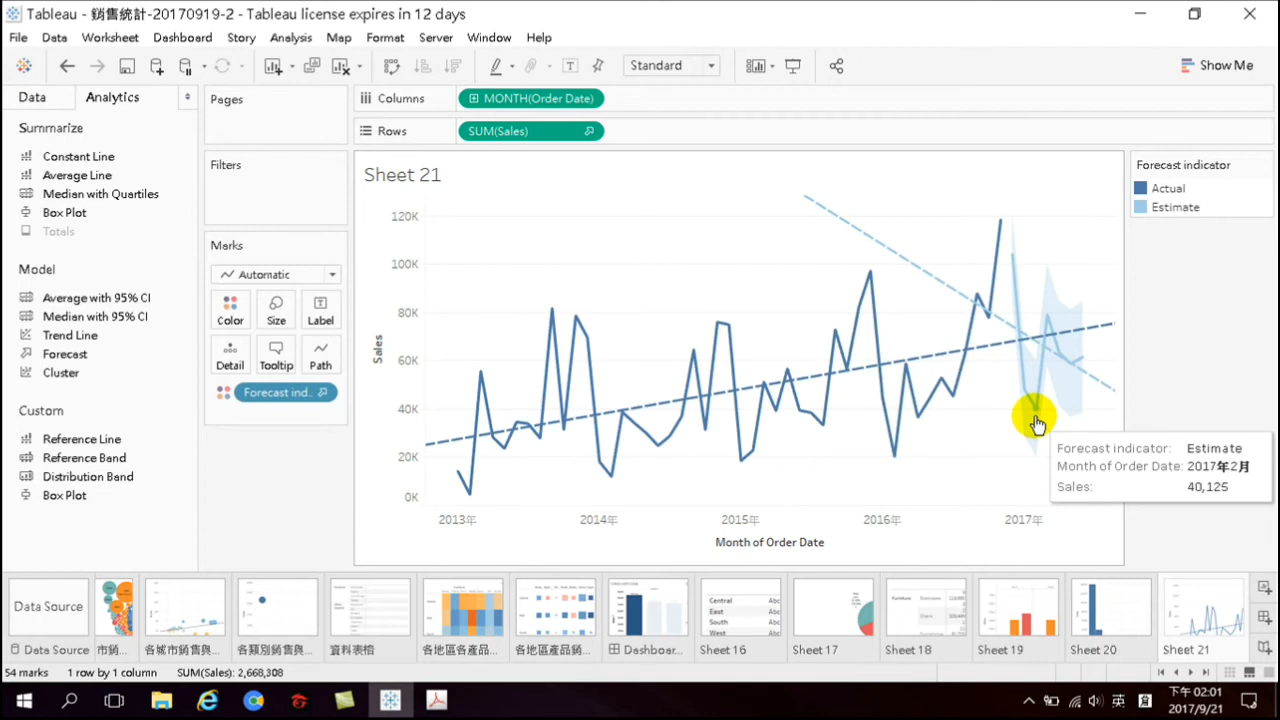 Tableau - 銷售統計-20170919-2 - Tableau license expires in 12 days
File Data Worksheet Dashboard Story Analysis Map Format Server Window Help
Standard
Show Me
Data
Analytics
Summarize
Constant Line
Average Line
Median with Quartiles
Box Plot
Totals
Model
Average with 95% CI
Median with 95% CI
Trend Line
Forecast
Cluster
Custom
Reference Line
Reference Band
Distribution Band
Box Plot
Pages
Filters
Marks
Automatic
Color
Size
Label
Detail
Tooltip
Path
Forecast ind..
Columns
MONTH(Order Date)
Rows
SUM(Sales)
Sheet 21
Sales
120K
100K
80K
60K
40K
20K
0K
2013年
2014年
2015年
2016年
2017年
Month of Order Date
Forecast indicator: Estimate
Month of Order Date: 2017年2月
Sales: 40,125
Forecast indicator
Actual
Estimate
Data Source
Central Abc
East Abc
South Abc
West Abc
Furniture
Data Source
市銷...
各城市銷售與...
各類別銷售與...
資料表格
各地區各產品...
各地區產品銷...
Dashboar...
Sheet 16
Sheet 17
Sheet 18
Sheet 19
Sheet 20
Sheet 21
54 marks
1 row by 1 column
SUM(Sales): 2,668,308
英
下午 02:01
2017/9/21